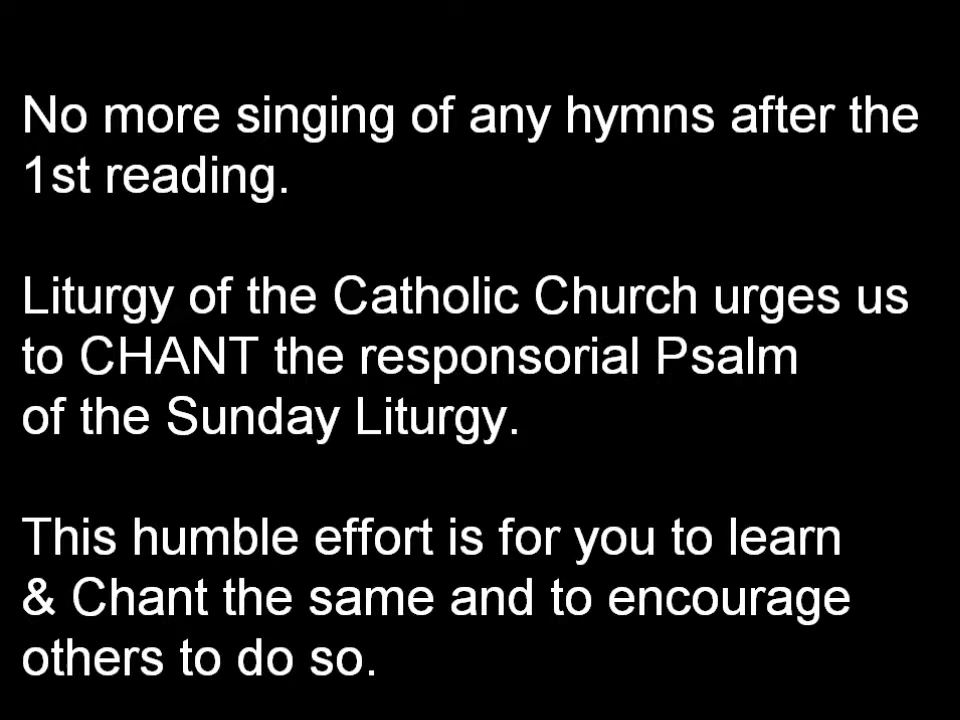 No more singing of any hymns after the
1st reading.
Liturgy of the Catholic Church urges us
to CHANT the responsorial Psalm
of the Sunday Liturgy.
This humble effort is for you to learn
& Chant the same and to encourage
others to do so.